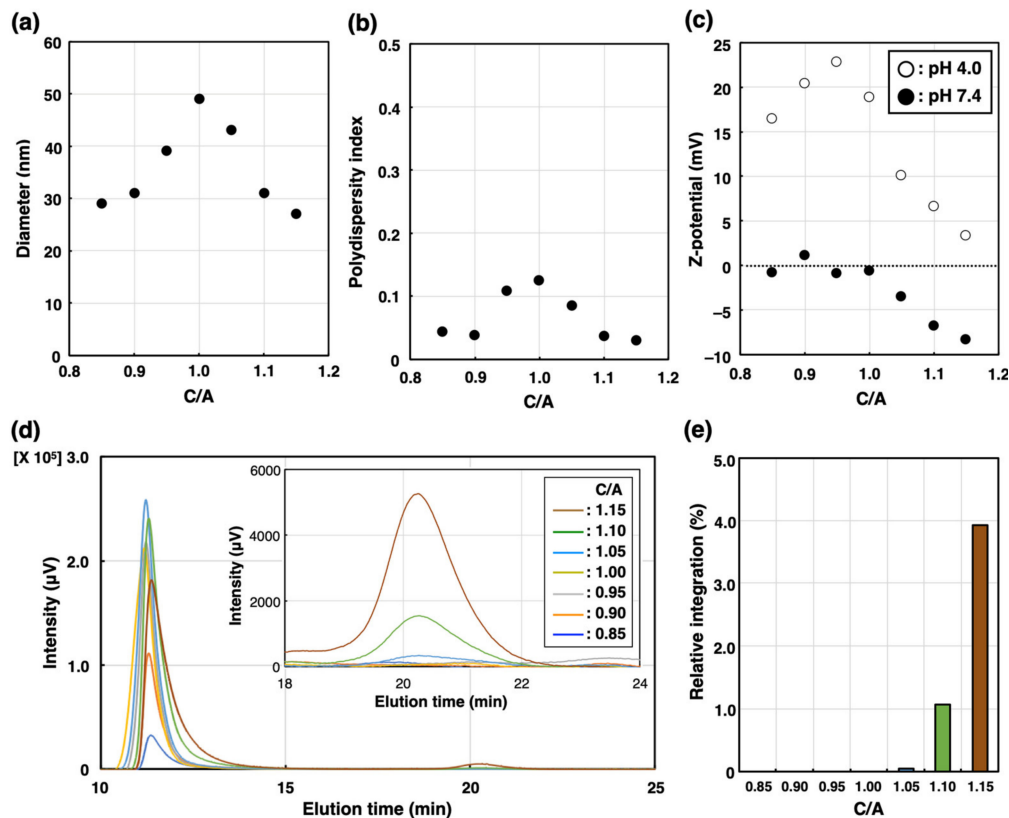 (a)
60
50
40
30
20
10
0
Diameter (nm)
0.8 0.9 1.0 1.1 1.2
C/A
(b)
0.5
0.4
0.3
0.2
0.1
0
Polydispersity index
0.8 0.9 1.0 1.1 1.2
C/A
(c)
25
20
15
10
5
0
−5
−10
Z-potential (mV)
: pH 4.0
: pH 7.4
0.8 0.9 1.0 1.1 1.2
C/A
(d)
[X 10⁵] 3.0
2.0
1.0
0
Intensity (μV)
10 15 20 25
Elution time (min)
6000
4000
2000
0
Intensity (μV)
18 20 22 24
Elution time (min)
C/A
: 1.15
: 1.10
: 1.05
: 1.00
: 0.95
: 0.90
: 0.85
(e)
5.0
4.0
3.0
2.0
1.0
0
Relative integration (%)
0.85 0.90 0.95 1.00 1.05 1.10 1.15
C/A